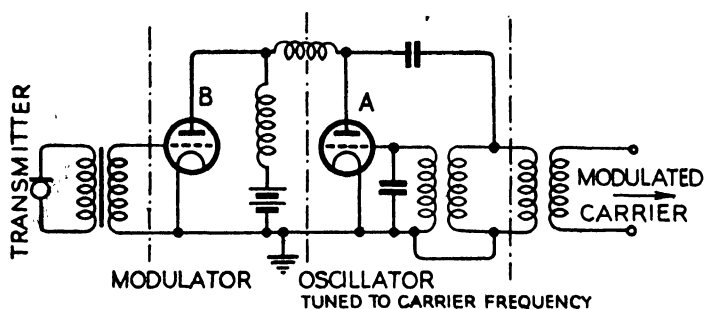 TRANSMITTER
B
A
MODULATED
CARRIER
MODULATOR
OSCILLATOR
TUNED TO CARRIER FREQUENCY